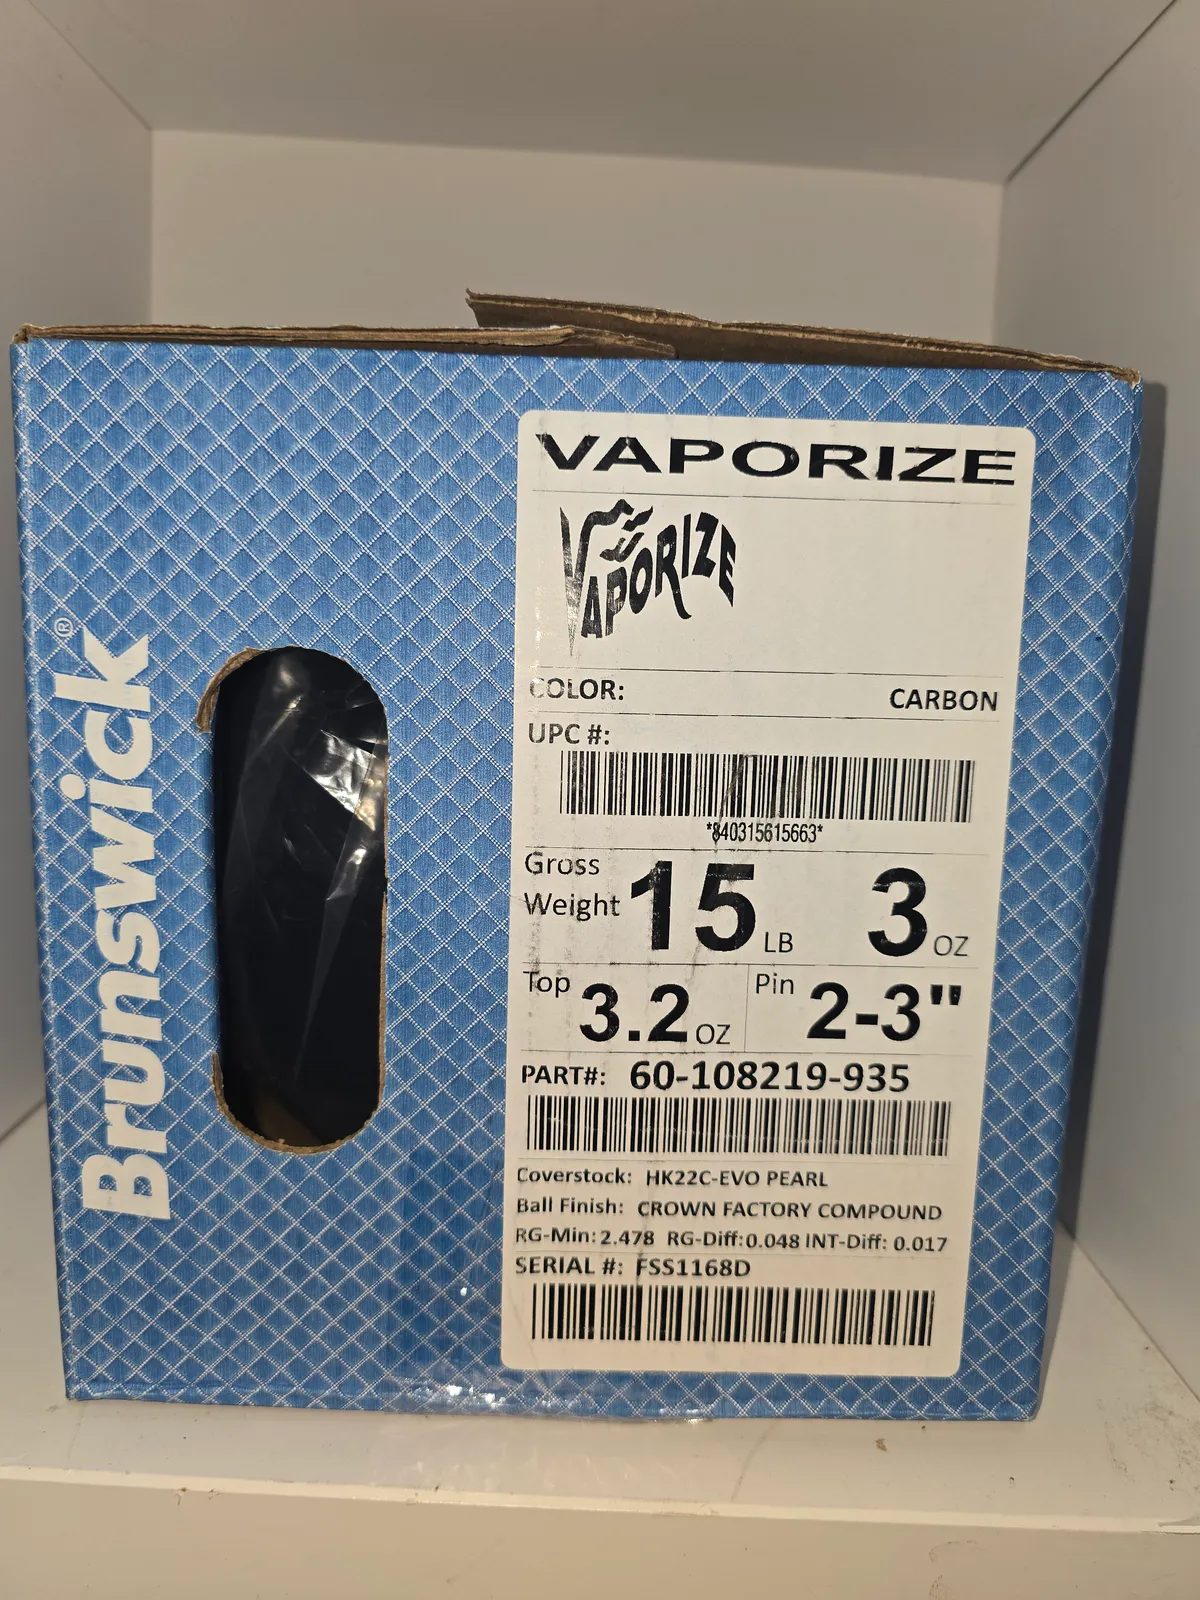 Brunswick®
VAPORIZE
VAPORIZE
COLOR: CARBON
UPC #:
*840315615663*
Gross Weight 15 LB 3 OZ
Top 3.2 OZ Pin 2-3"
PART#: 60-108219-935
Coverstock: HK22C-EVO PEARL
Ball Finish: CROWN FACTORY COMPOUND
RG-Min: 2.478 RG-Diff:0.048 INT-Diff: 0.017
SERIAL #: FSS1168D